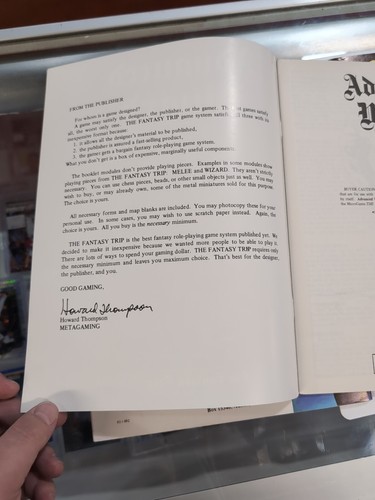 FROM THE PUBLISHER
For whom is a game designed?
A game may satisfy the designer, the publisher, or the gamer. The best games satisfy
all, the worst only one. THE FANTASY TRIP game system satisfies all three with its
inexpensive format because:
1. it allows all the designer's material to be published,
2. the publisher is assured a fast-selling product,
3. the gamer gets a bargain fantasy role-playing game system.
What you don't get is a box of expensive, marginally useful components.
The booklet modules don't provide playing pieces. Examples in some modules show
playing pieces from THE FANTASY TRIP: MELEE and WIZARD. They aren't strictly
necessary. You can use chess pieces, beads, or other small objects just as well. You may
wish to buy, or may already own, some of the metal miniatures sold for this purpose.
The choice is yours.
All necessary forms and map blanks are included. You may photocopy these for your
personal use. In some cases, you may wish to use scratch paper instead. Again, the
choice is yours. All you buy is the necessary minimum.
THE FANTASY TRIP is the best fantasy role-playing game system published yet. We
decided to make it inexpensive because we wanted more people to be able to play it.
There are lots of ways to spend your gaming dollar. THE FANTASY TRIP requires only
the necessary minimum and leaves you maximum choice. That's best for the designer,
the publisher, and you.
GOOD GAMING,
Howard Thompson
Howard Thompson
METAGAMING
Ad
W